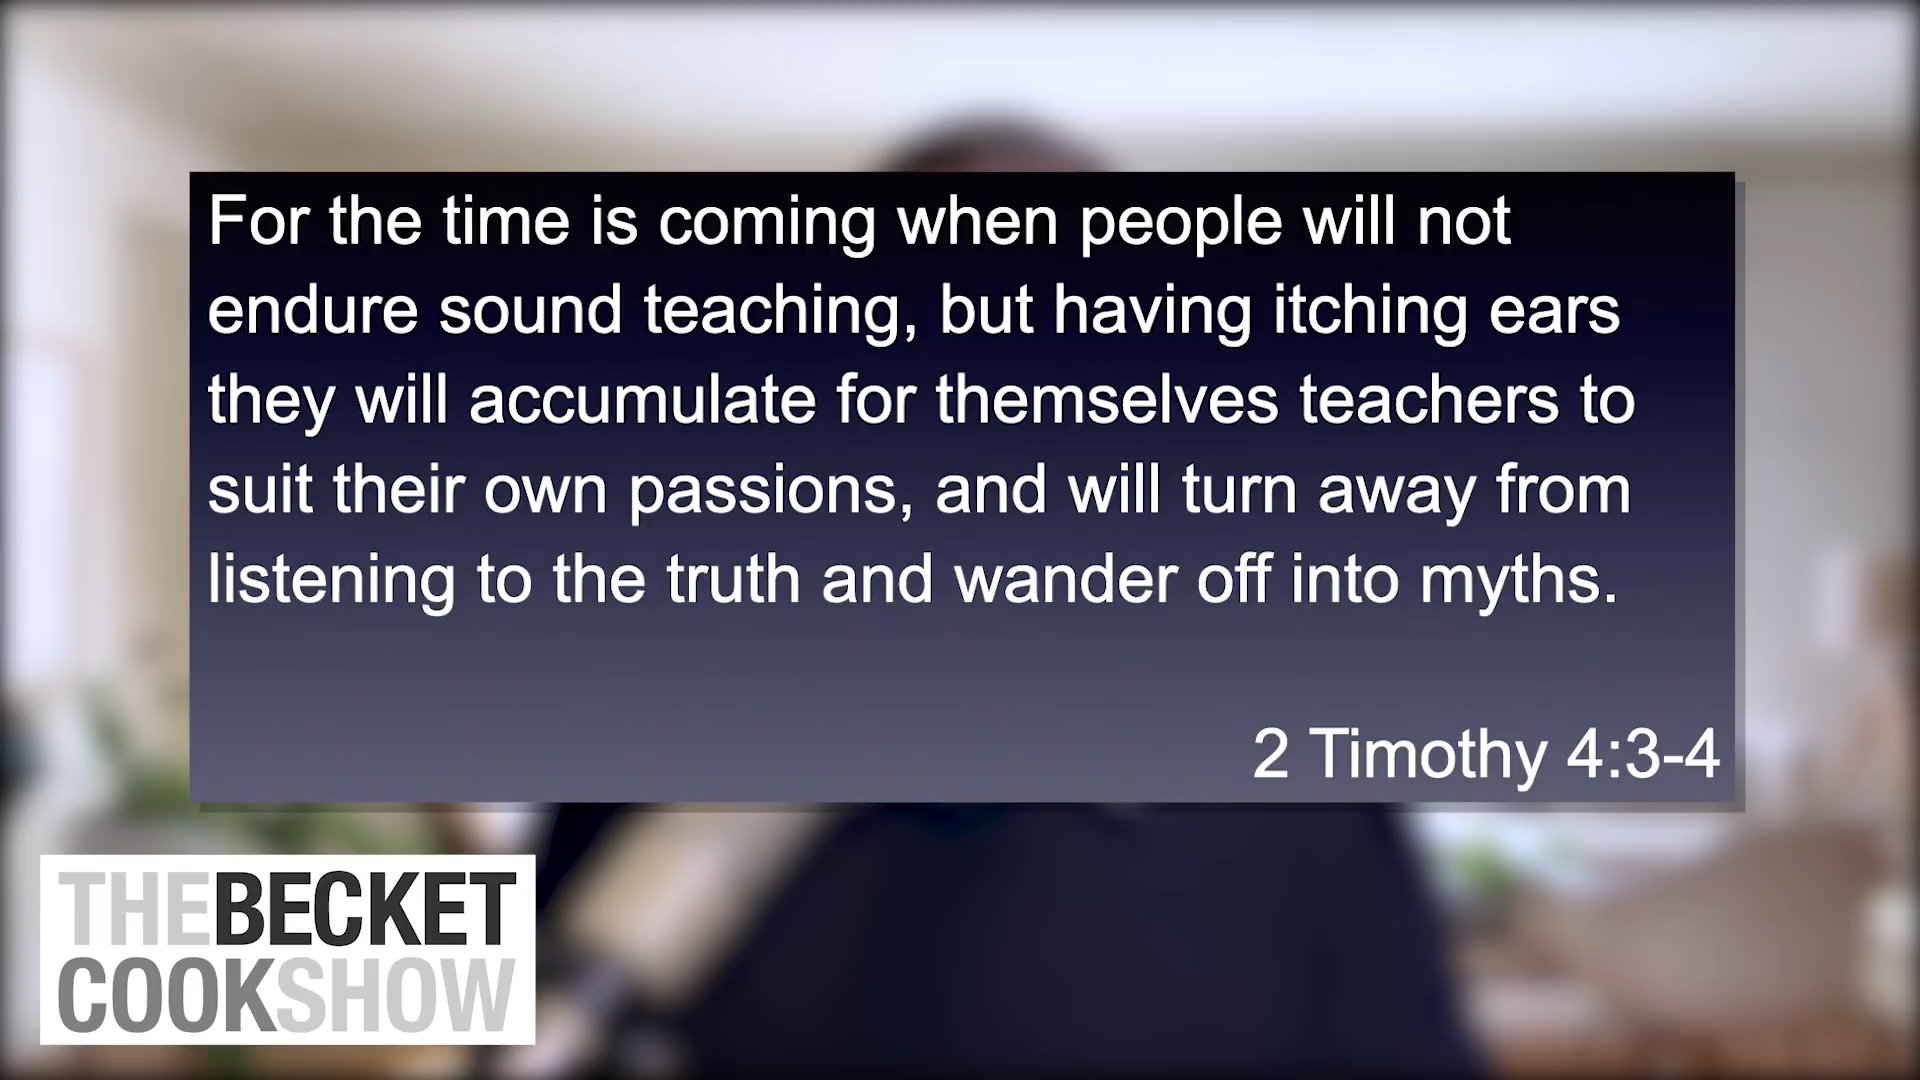 For the time is coming when people will not
endure sound teaching, but having itching ears
they will accumulate for themselves teachers to
suit their own passions, and will turn away from
listening to the truth and wander off into myths.
2 Timothy 4:3-4
THEBECKET
COOKSHOW